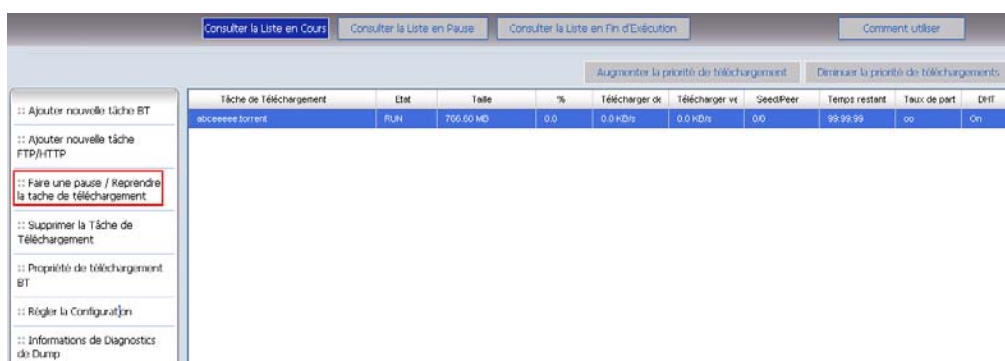 Consulter la Liste en Cours Consulter la Liste en Pause Consulter la Liste en Fin d'Exécution Comment utiliser
Augmenter la priorité de téléchargement Diminuer la priorité de téléchargements
Tâche de Téléchargement Etat Taille % Télécharger de Télécharger ve Seed/Peer Temps restant Taux de part DHT
abceeeee.torrent RUN 766.60 MB 0.0 0.0 KB/s 0.0 KB/s 0/0 99:99:99 oo On
:: Ajouter nouvelle tâche BT
:: Ajouter nouvelle tâche
FTP/HTTP
:: Faire une pause / Reprendre
la tache de téléchargement
:: Supprimer la Tâche de
Téléchargement
:: Propriété de téléchargement
BT
:: Régler la Configuration
:: Informations de Diagnostics
de Dump